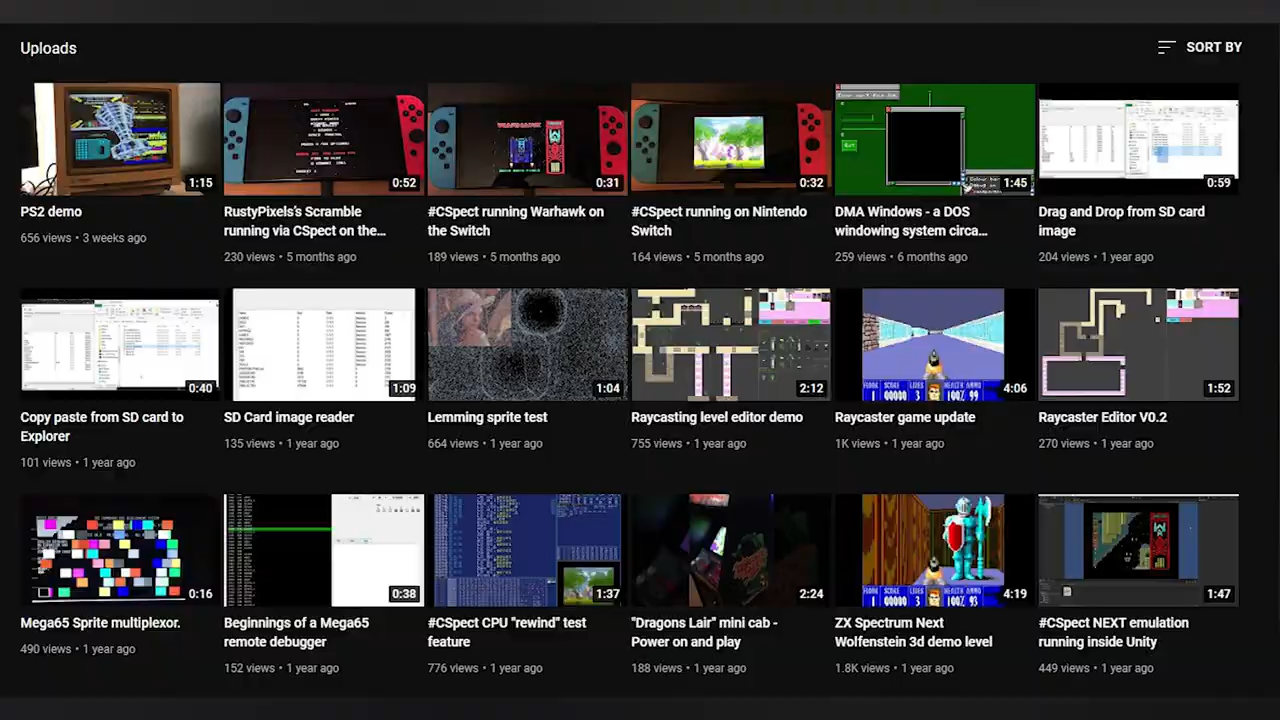 Uploads
SORT BY
1:15
0:52
0:31
0:32
1:45
0:59
PS2 demo
656 views • 3 weeks ago
RustyPixels's Scramble
running via CSpect on the...
230 views • 5 months ago
#CSpect running Warhawk on
the Switch
189 views • 5 months ago
#CSpect running on Nintendo
Switch
164 views • 5 months ago
DMA Windows - a DOS
windowing system circa...
259 views • 6 months ago
Drag and Drop from SD card
image
204 views • 1 year ago
0:40
1:09
1:04
2:12
4:06
1:52
Copy paste from SD card to
Explorer
101 views • 1 year ago
SD Card image reader
135 views • 1 year ago
Lemming sprite test
664 views • 1 year ago
Raycasting level editor demo
755 views • 1 year ago
Raycaster game update
1K views • 1 year ago
Raycaster Editor V0.2
270 views • 1 year ago
0:16
0:38
1:37
2:24
4:19
1:47
Mega65 Sprite multiplexor.
490 views • 1 year ago
Beginnings of a Mega65
remote debugger
152 views • 1 year ago
#CSpect CPU "rewind" test
feature
776 views • 1 year ago
"Dragons Lair" mini cab -
Power on and play
188 views • 1 year ago
ZX Spectrum Next
Wolfenstein 3d demo level
1.8K views • 1 year ago
#CSpect NEXT emulation
running inside Unity
449 views • 1 year ago